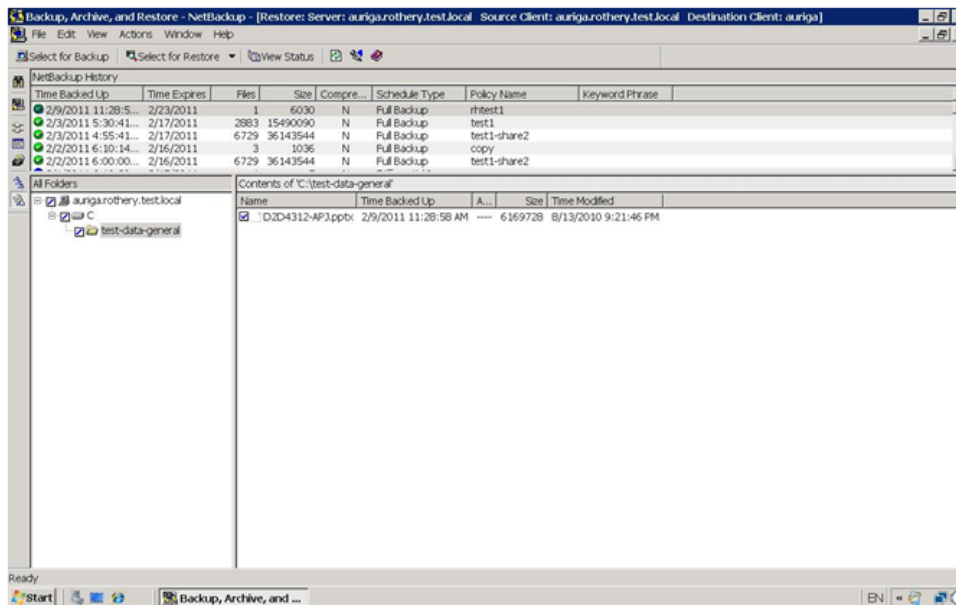 Backup, Archive, and Restore - NetBackup - [Restore: Server: auriga.rothery.test.local Source Client: auriga.rothery.test.local Destination Client: auriga]
File Edit View Actions Window Help
Select for Backup Select for Restore View Status
NetBackup History
Time Backed Up Time Expires Files Size Compre... Schedule Type Policy Name Keyword Phrase
2/9/2011 11:28:5... 2/23/2011 1 6030 N Full Backup rhtest1
2/3/2011 5:30:41... 2/17/2011 2883 15490090 N Full Backup test1
2/3/2011 4:55:41... 2/17/2011 6729 36143544 N Full Backup test1-share2
2/2/2011 6:10:14... 2/16/2011 3 1036 N Full Backup copy
2/2/2011 6:00:00... 2/16/2011 6729 36143544 N Full Backup test1-share2
All Folders
Contents of 'C:\test-data-general'
auriga.rothery.test.local
C
test-data-general
Name Time Backed Up A... Size Time Modified
D2D4312-AP3.pptx 2/9/2011 11:28:58 AM ---- 6169728 8/13/2010 9:21:46 PM
Ready
Start Backup, Archive, and ... EN «